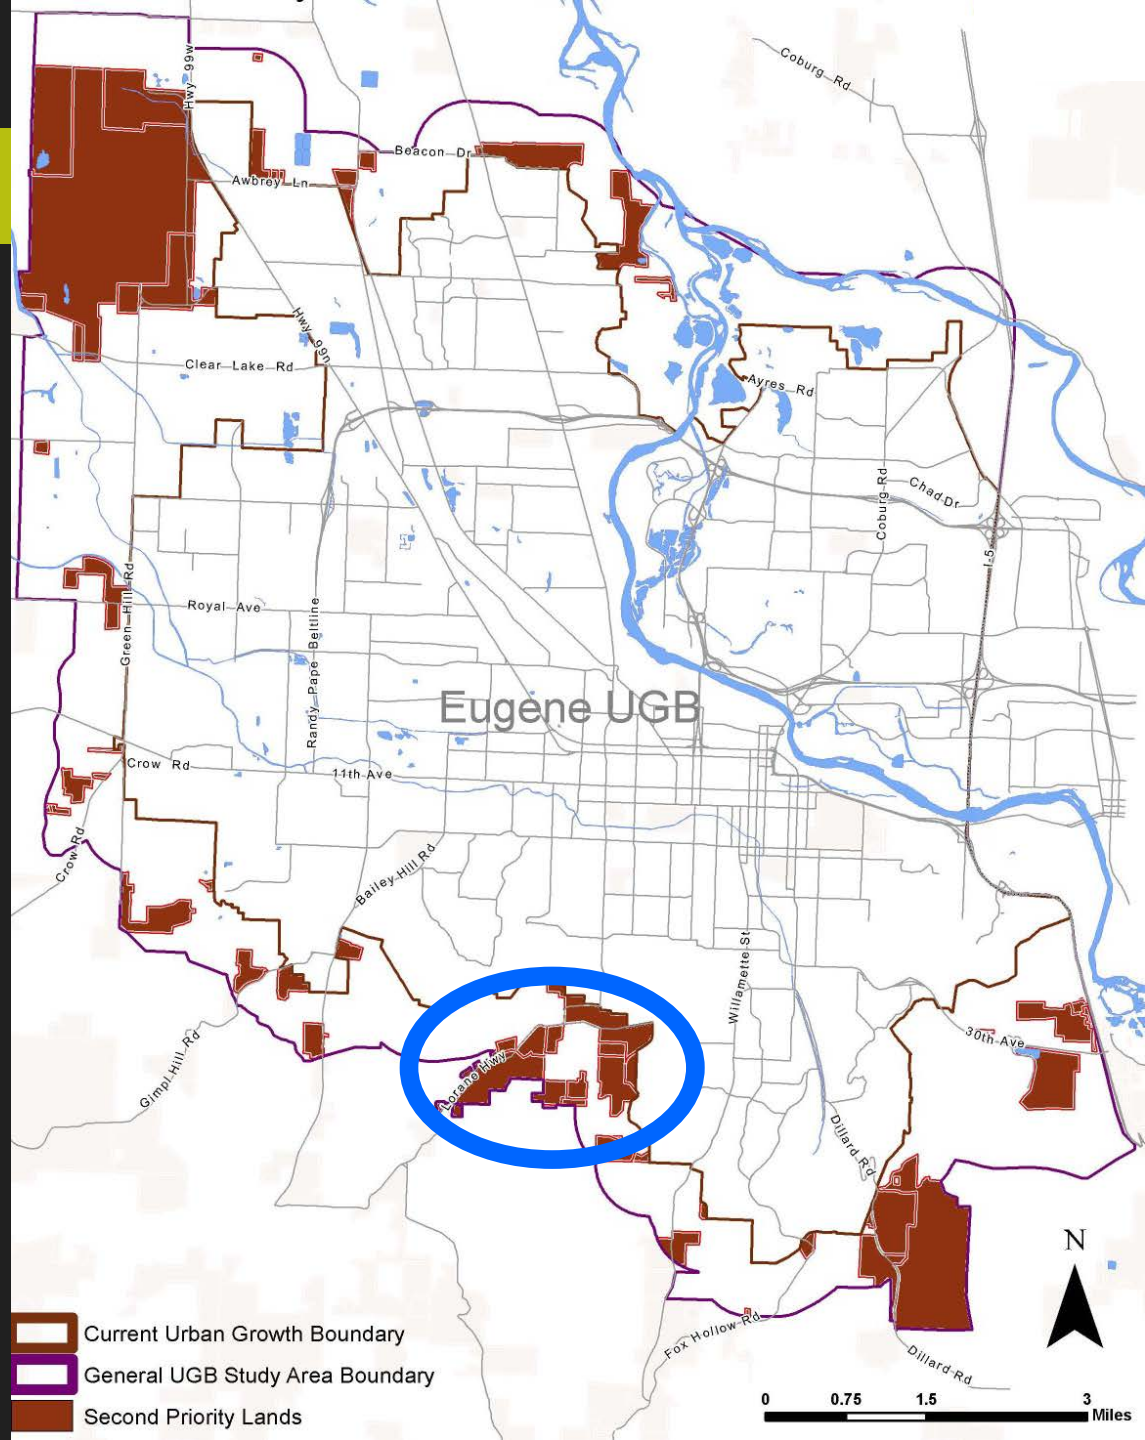 Coburg Rd
Hwy 99w
Beacon Dr
Awbrey Ln
Hwy 99n
Clear Lake Rd
Ayres Rd
Coburg Rd
Chad Dr
I-5
Green Hill Rd
Royal Ave
Randy Pape Beltline
Eugene UGB
Crow Rd
11th Ave
Crow Rd
Bailey Hill Rd
Willamette St
30th Ave
Gimpl Hill Rd
Lorane Hwy
Dillard Rd
Fox Hollow Rd
Dillard Rd
N
Current Urban Growth Boundary
General UGB Study Area Boundary
Second Priority Lands
0 0.75 1.5 3
Miles